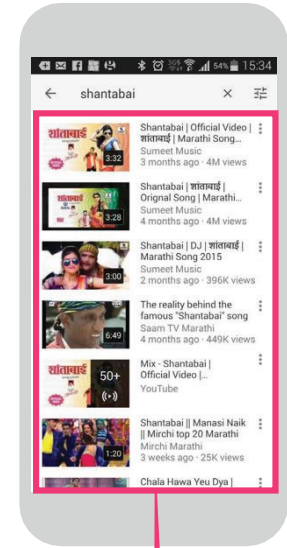 54% 15:34
shantabai
Shantabai | Official Video |
शांताबाई | Marathi Song...
Sumeet Music
3 months ago · 4M views
शांताबाई
3:32
Shantabai | शांताबाई |
Orignal Song | Marathi...
Sumeet Music
4 months ago · 4M views
शांताबाई
3:28
Shantabai | DJ | शांताबाई |
Marathi Song 2015
Sumeet Music
2 months ago · 396K views
3:00
The reality behind the
famous "Shantabai" song
Saam TV Marathi
4 months ago · 449K views
6:49
Mix - Shantabai |
Official Video |...
YouTube
शांताबाई
50+
Shantabai || Manasi Naik
|| Mirchi top 20 Marathi
Mirchi Marathi
3 weeks ago · 25K views
1:20
Chala Hawa Yeu Dya |